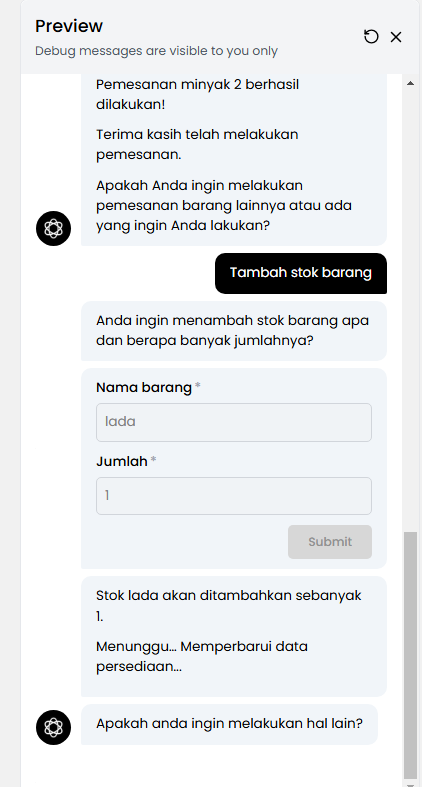 Preview
Debug messages are visible to you only
Pemesanan minyak 2 berhasil
dilakukan!
Terima kasih telah melakukan
pemesanan.
Apakah Anda ingin melakukan
pemesanan barang lainnya atau ada
yang ingin Anda lakukan?
Tambah stok barang
Anda ingin menambah stok barang apa
dan berapa banyak jumlahnya?
Nama barang *
lada
Jumlah *
1
Submit
Stok lada akan ditambahkan sebanyak
1.
Menunggu... Memperbarui data
persediaan...
Apakah anda ingin melakukan hal lain?